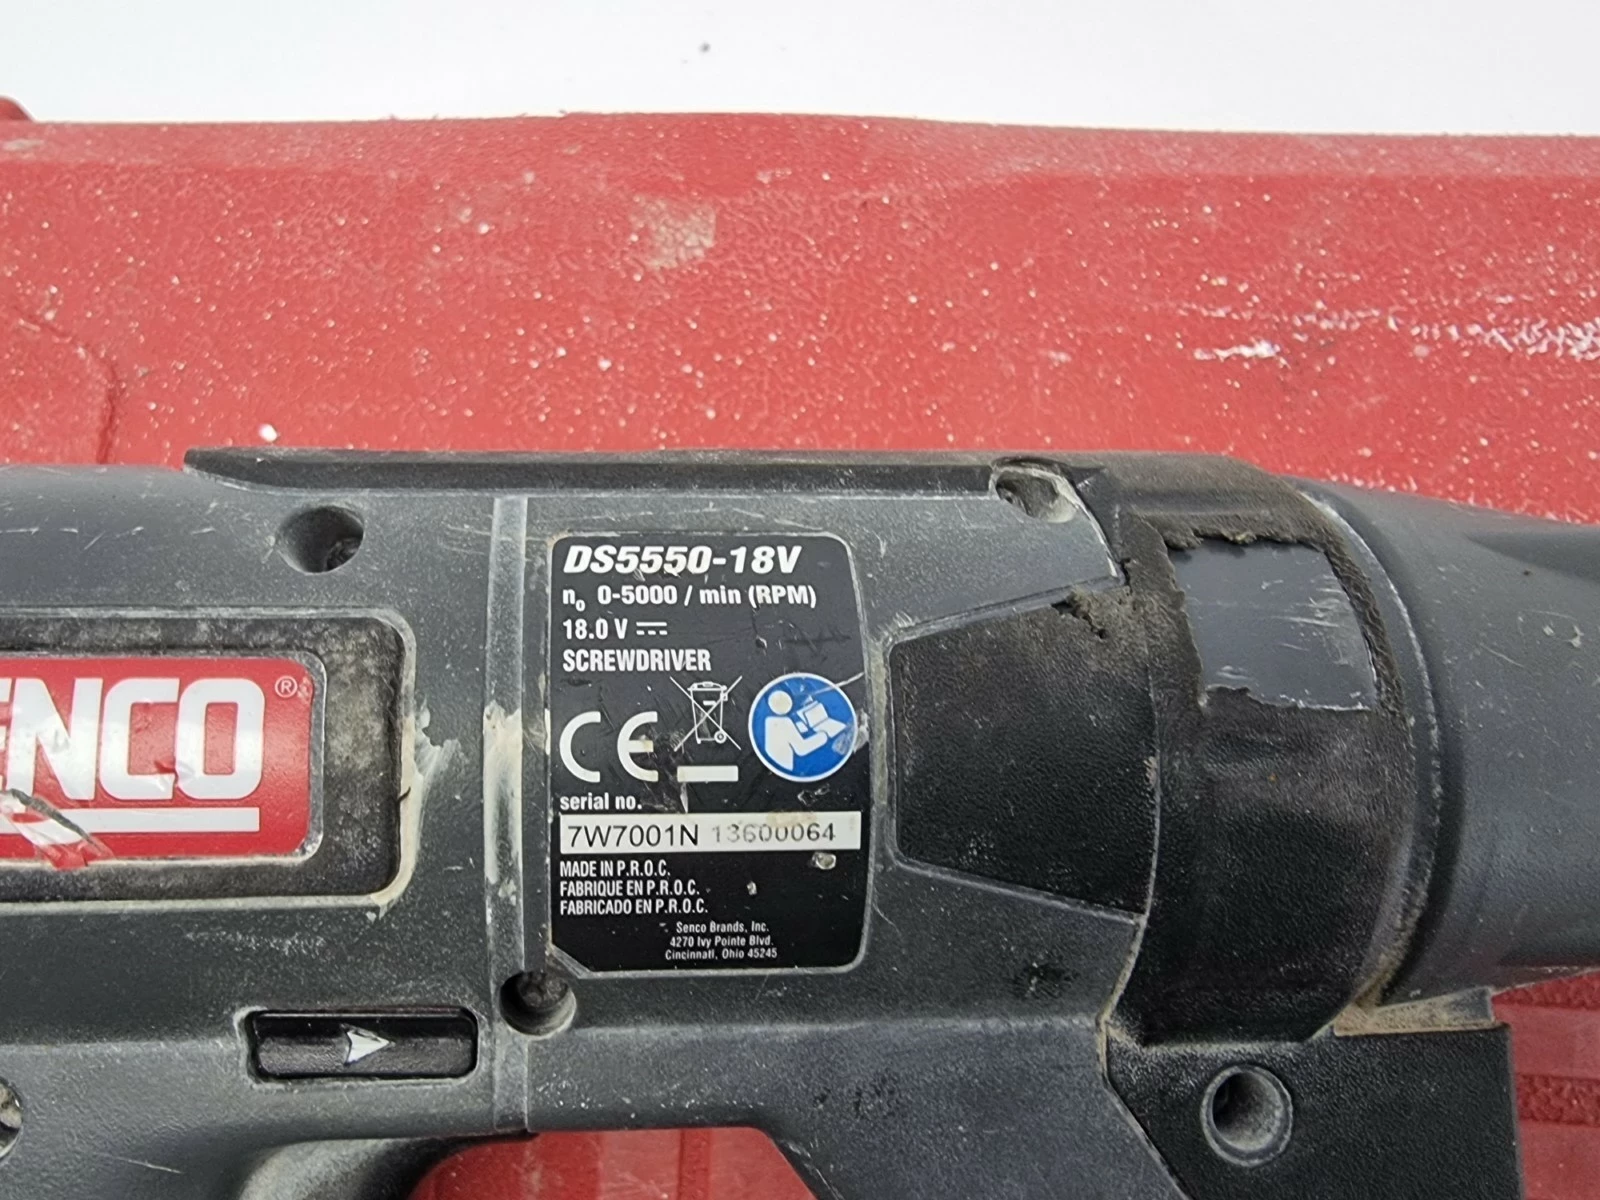 DS5550-18V
n₀ 0-5000 / min (RPM)
18.0 V
SCREWDRIVER
ENCO®
CE
serial no.
7W7001N 13600064
MADE IN P.R.O.C.
FABRIQUE EN P.R.O.C.
FABRICADO EN P.R.O.C.
Senco Brands, Inc.
4270 Ivy Pointe Blvd.
Cincinnati, Ohio 45245